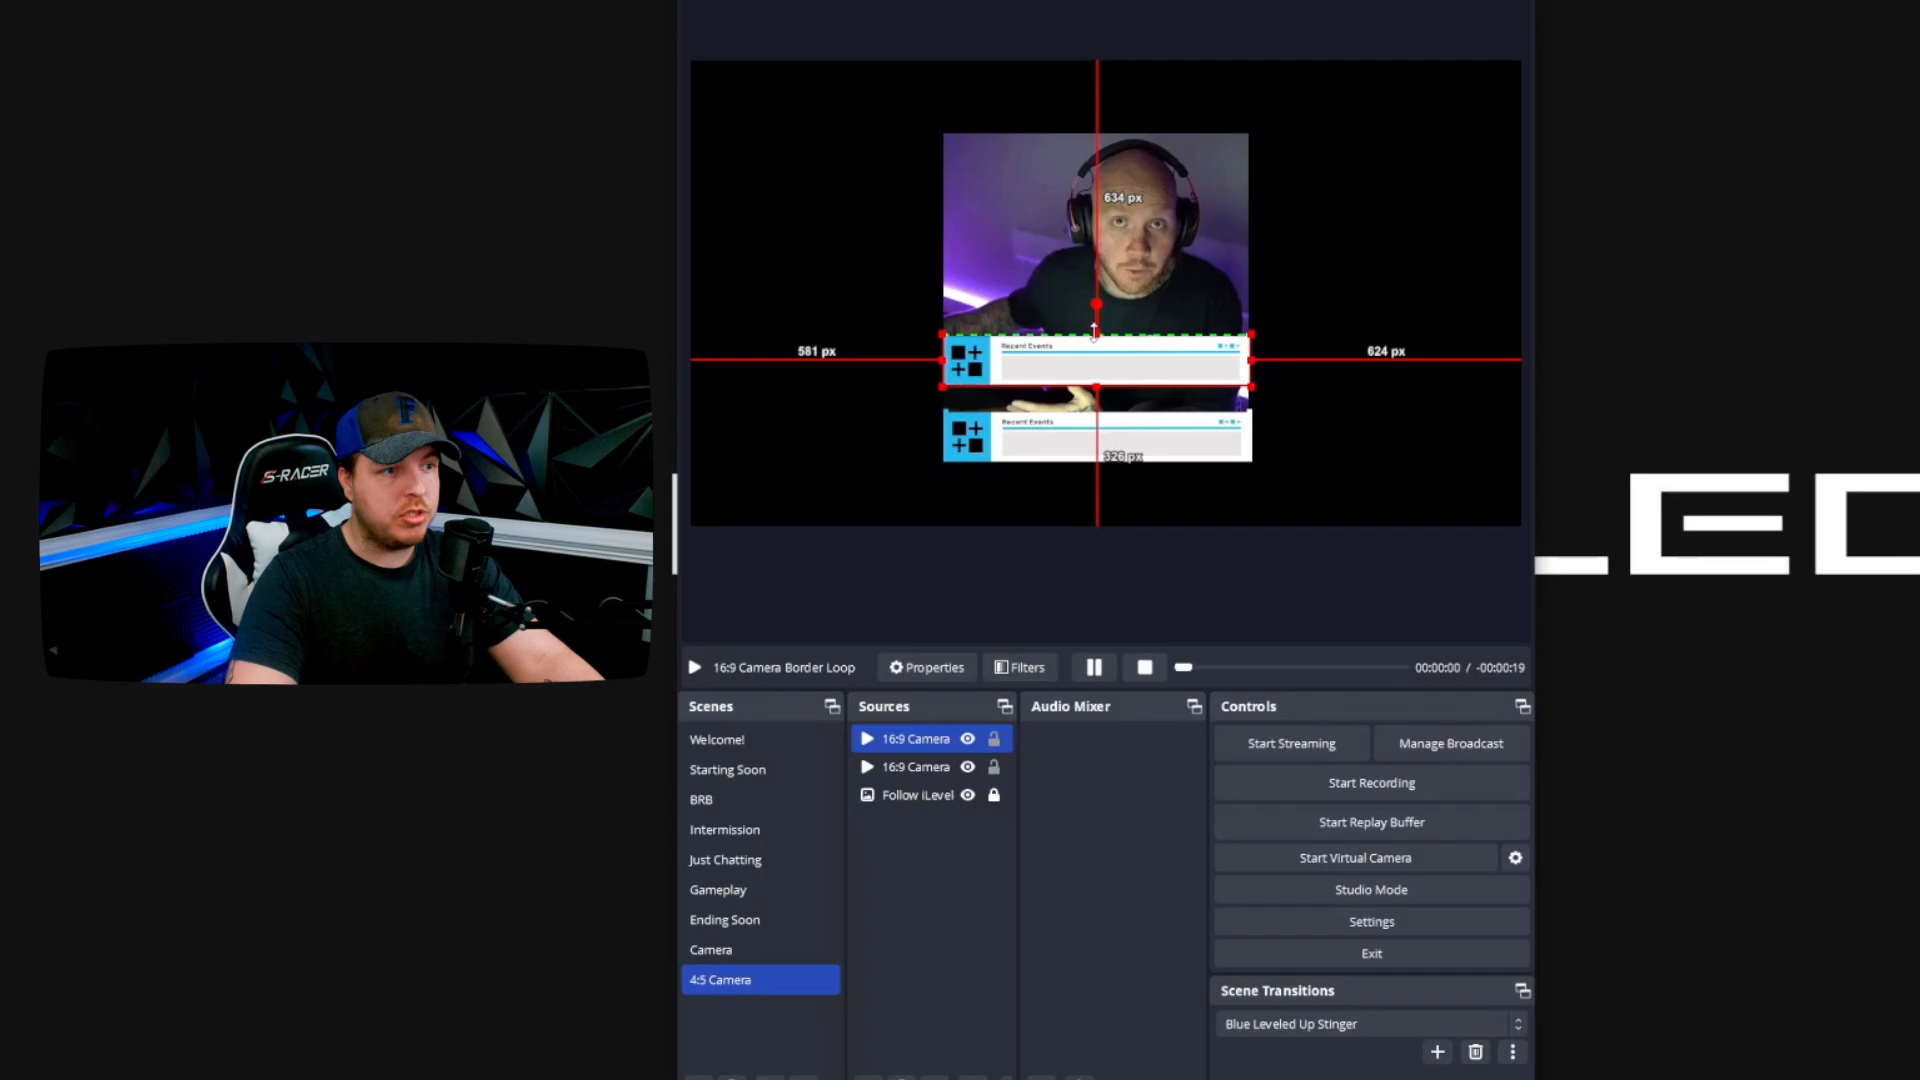 S-RACER
F
634 px
581 px
624 px
Recent Events
Recent Events
326 px
LED
16:9 Camera Border Loop
Properties
Filters
00:00:00 / -00:00:19
Scenes
Sources
Audio Mixer
Controls
Welcome!
Starting Soon
BRB
Intermission
Just Chatting
Gameplay
Ending Soon
Camera
4:5 Camera
16:9 Camera
16:9 Camera
Follow iLevel
Start Streaming
Manage Broadcast
Start Recording
Start Replay Buffer
Start Virtual Camera
Studio Mode
Settings
Exit
Scene Transitions
Blue Leveled Up Stinger